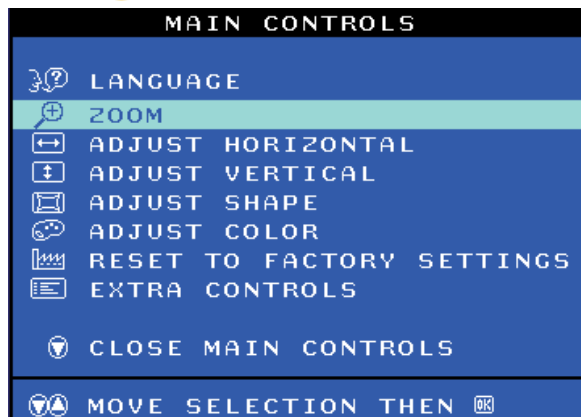 MAIN CONTROLS
LANGUAGE
ZOOM
ADJUST HORIZONTAL
ADJUST VERTICAL
ADJUST SHAPE
ADJUST COLOR
RESET TO FACTORY SETTINGS
EXTRA CONTROLS
CLOSE MAIN CONTROLS
MOVE SELECTION THEN OK